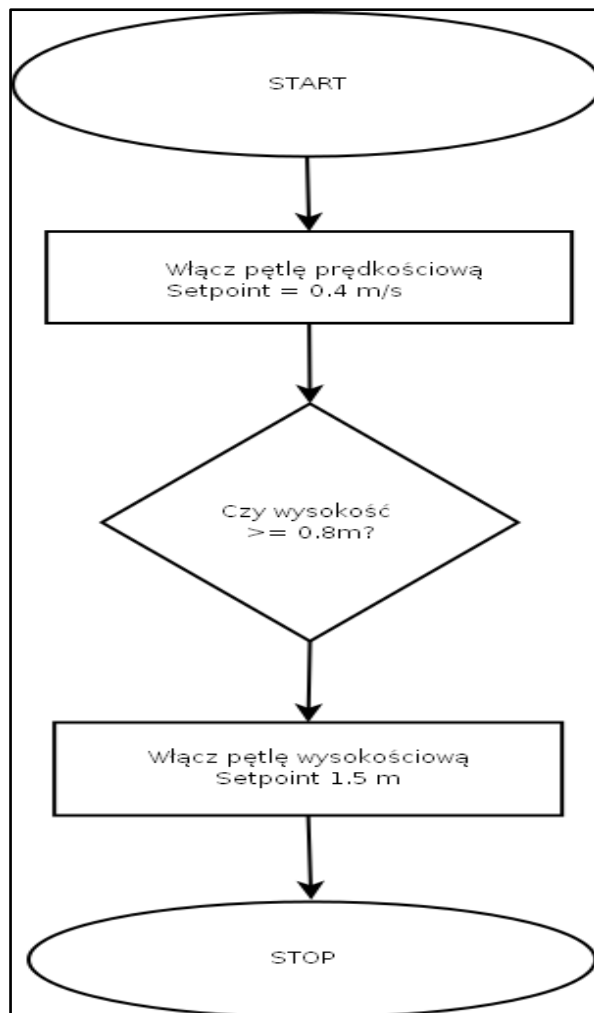 START
Włącz pętlę prędkościową
Setpoint = 0.4 m/s
Czy wysokość
>= 0.8m?
Włącz pętlę wysokościową
Setpoint 1.5 m
STOP